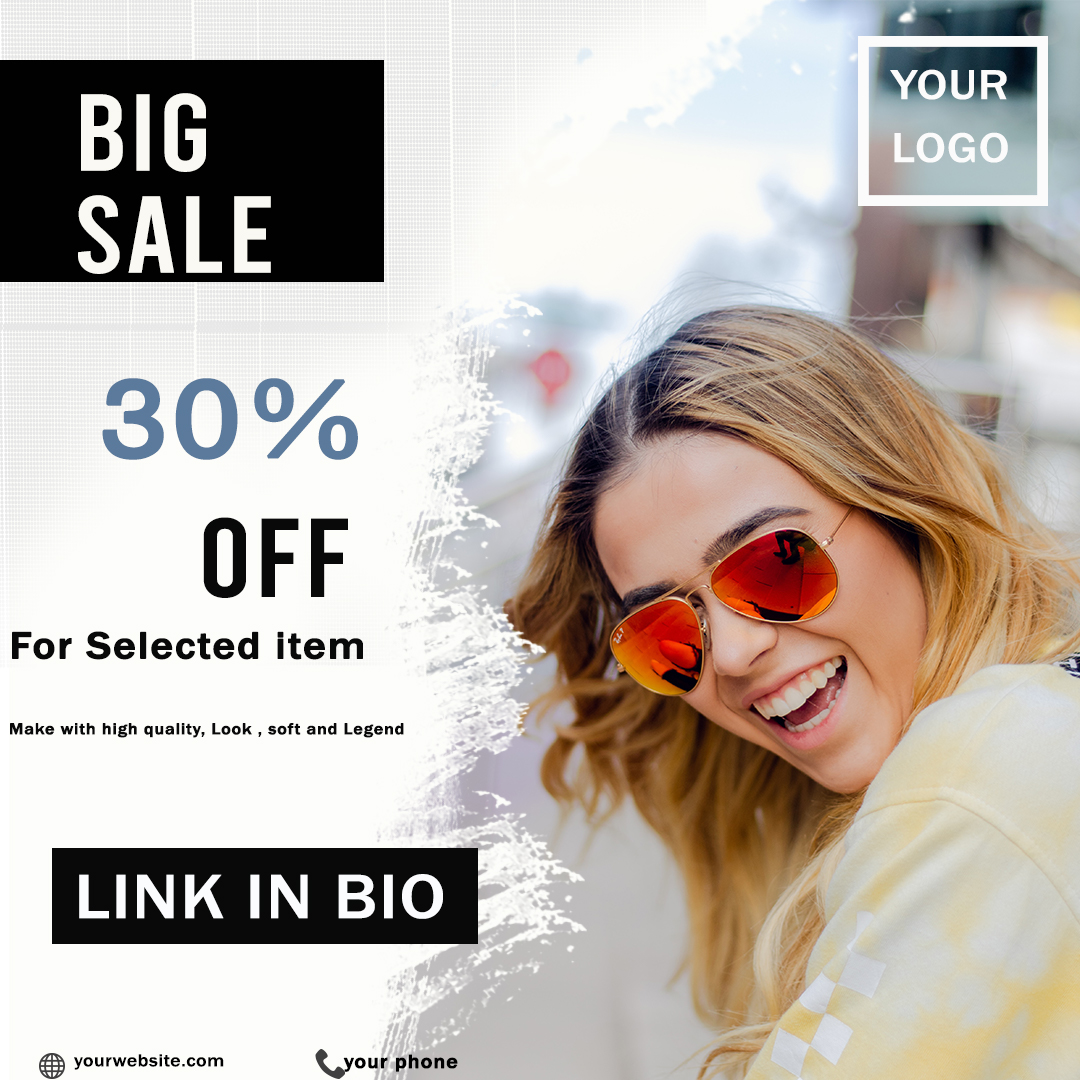 BIG
SALE
YOUR
LOGO
30%
OFF
For Selected item
Make with high quality, Look , soft and Legend
LINK IN BIO
yourwebsite.com
your phone